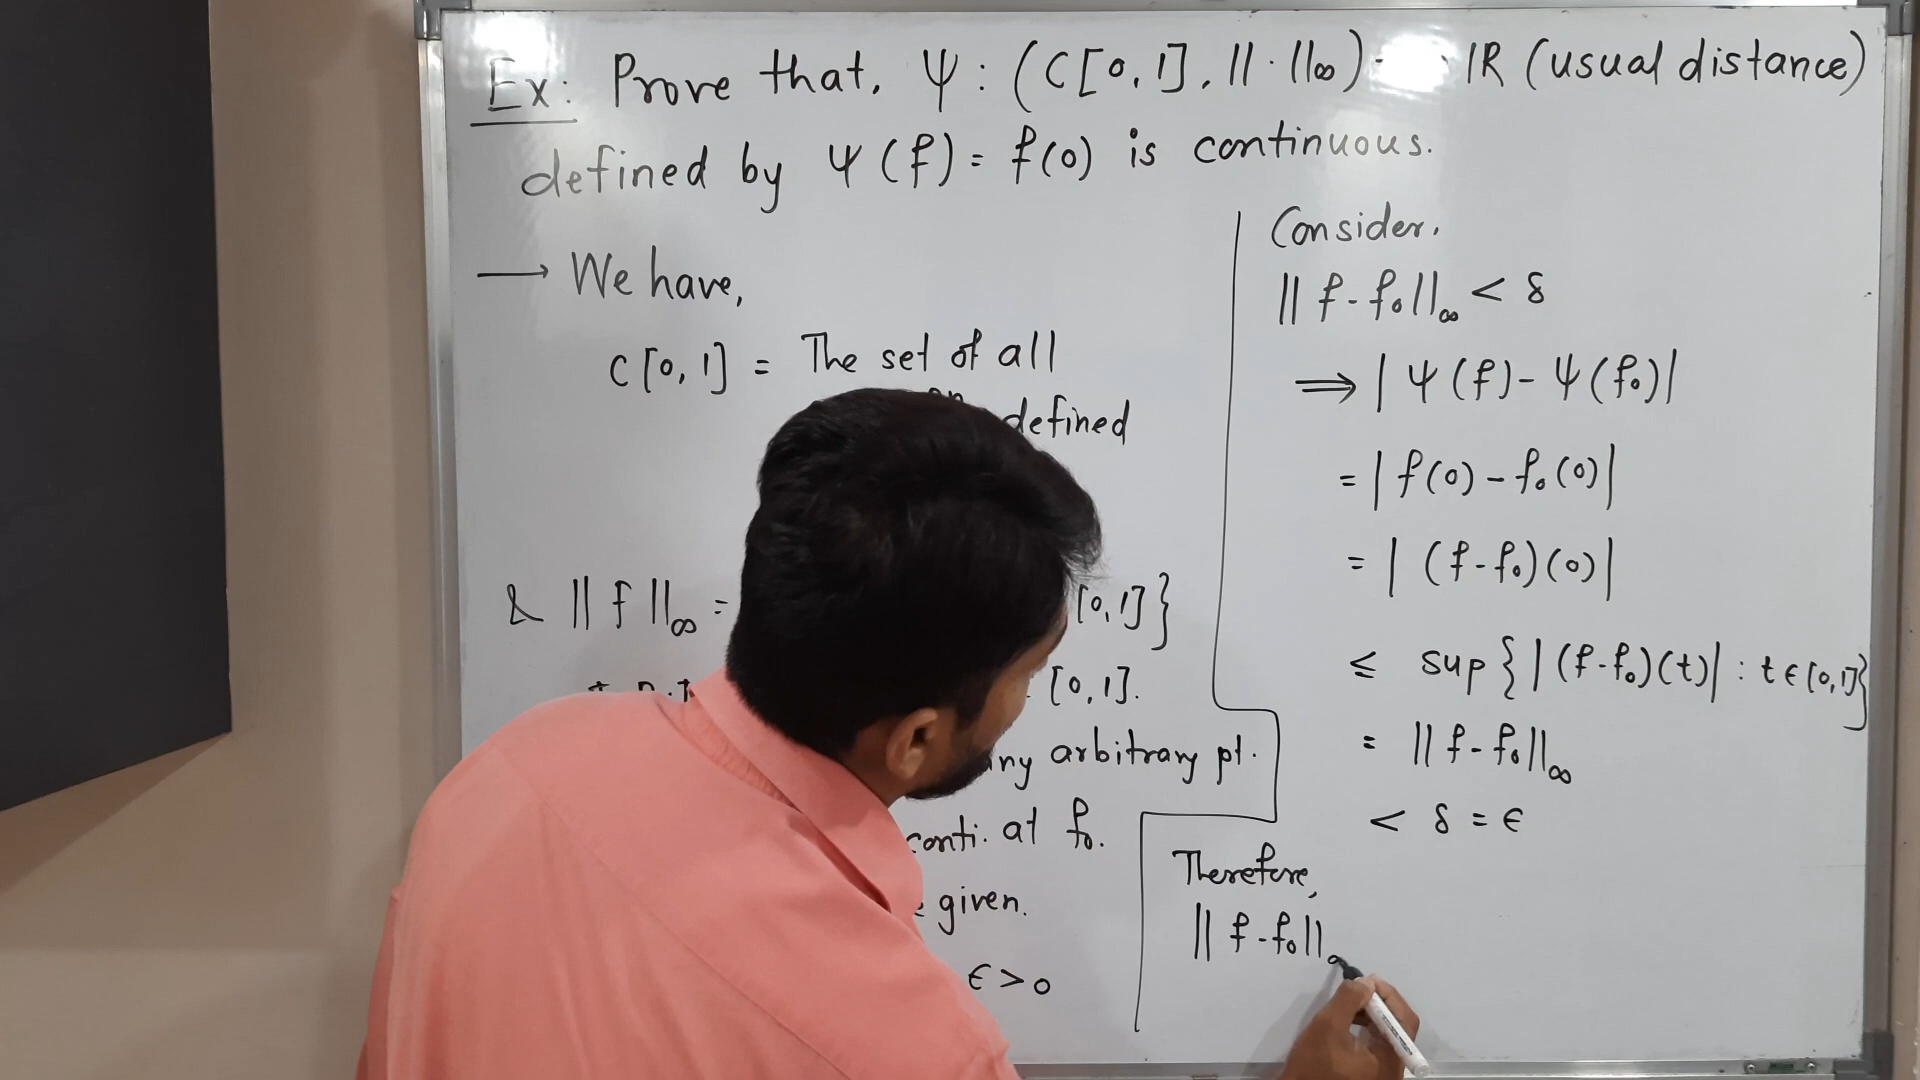 Ex: Prove that, Ψ : (C[0,1], ||·||∞) IR (usual distance)
defined by Ψ(f) = f(0) is continuous.
→ We have,
C[0,1] = The set of all
defined
& ||f||∞ = [0,1]}
[0,1].
arbitrary pt.
conti. at f₀.
given.
ϵ > 0
Consider,
||f - f₀||∞ < δ
⟹ |Ψ(f) - Ψ(f₀)|
= |f(0) - f₀(0)|
= |(f - f₀)(0)|
≤ sup{|(f - f₀)(t)| : t ∈ [0,1]}
= ||f - f₀||∞
< δ = ϵ
Therefore,
||f - f₀||